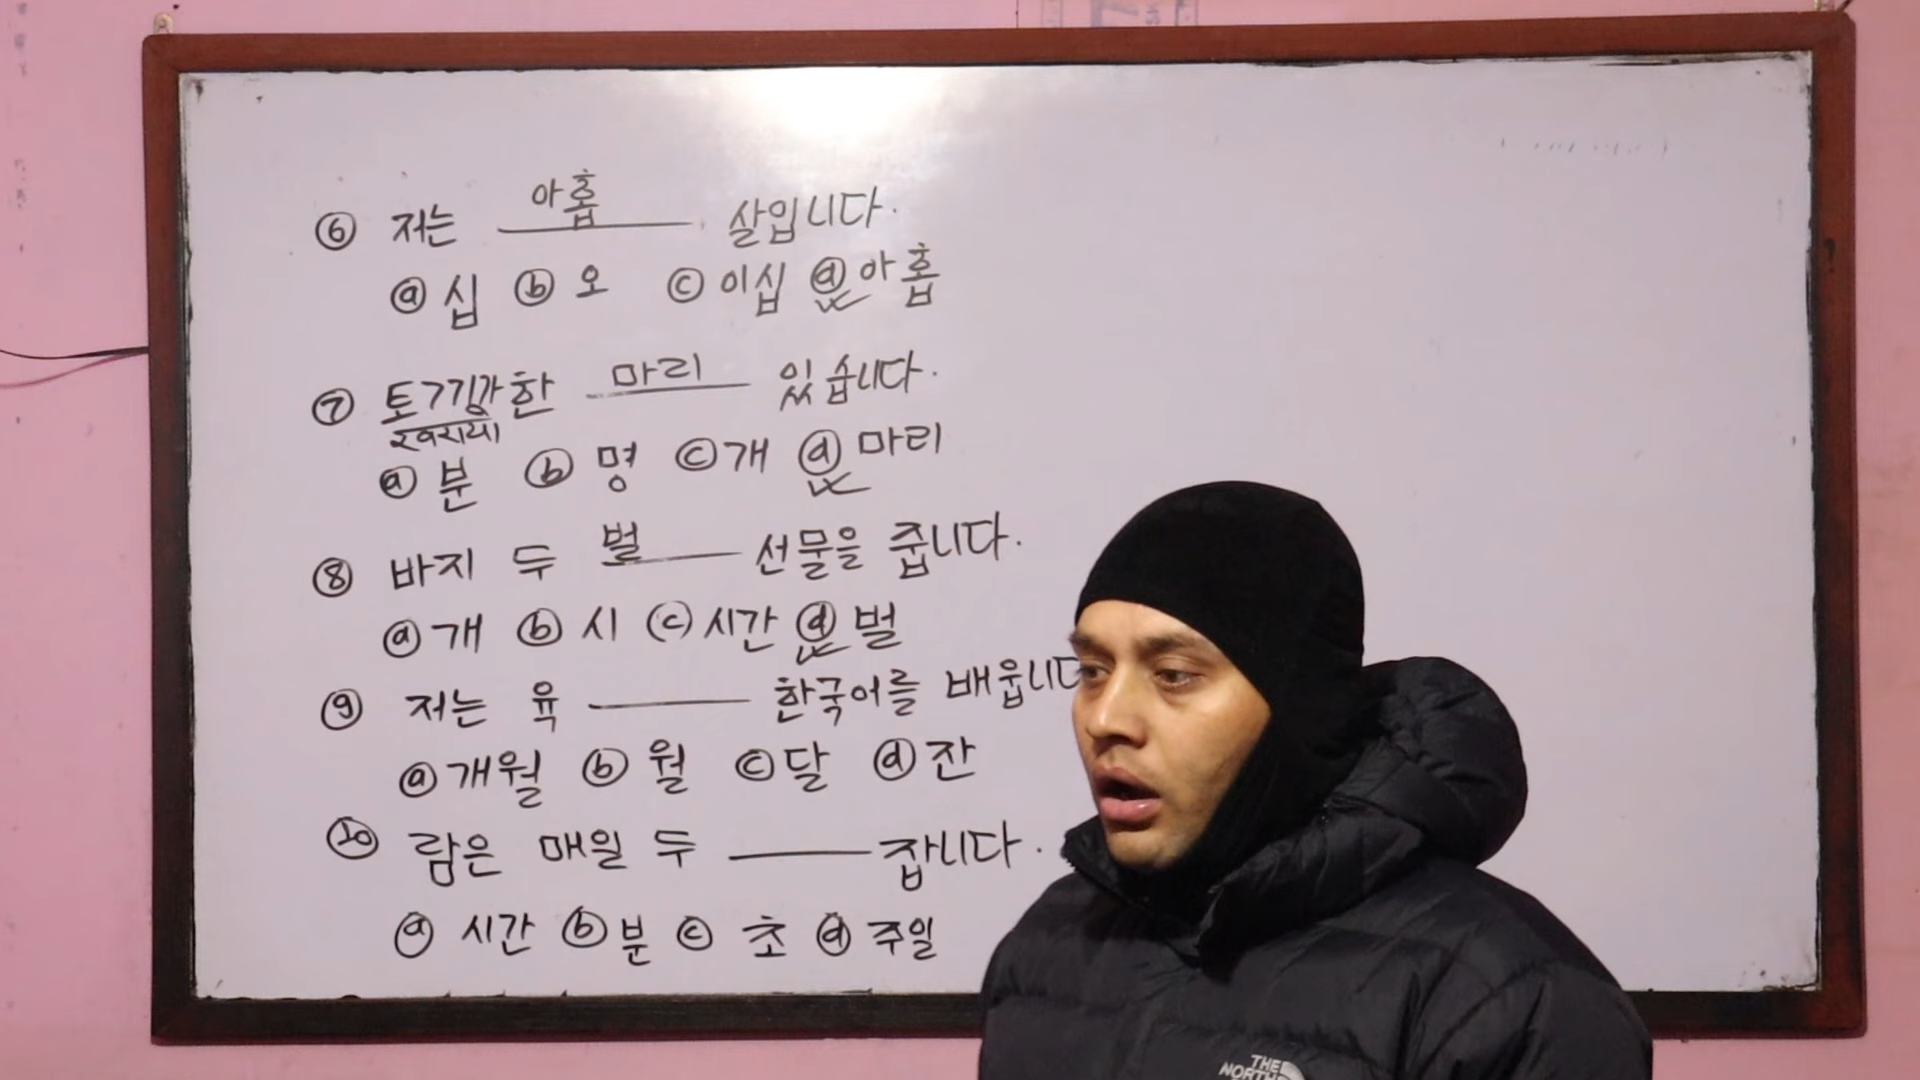 ⑥ 저는 아홉 살입니다.
ⓐ 십 ⓑ 오 ⓒ 이십 ⓓ 아홉
⑦ 토끼가 한 마리 있습니다.
खरायो
ⓐ 분 ⓑ 명 ⓒ 개 ⓓ 마리
⑧ 바지 두 벌 선물을 줍니다.
ⓐ 개 ⓑ 시 ⓒ 시간 ⓓ 벌
⑨ 저는 육 ____ 한국어를 배웁니다
ⓐ 개월 ⓑ 월 ⓒ 달 ⓓ 잔
⑩ 람은 매일 두 ____ 잡니다.
ⓐ 시간 ⓑ 분 ⓒ 초 ⓓ 주일
THE
NORTH